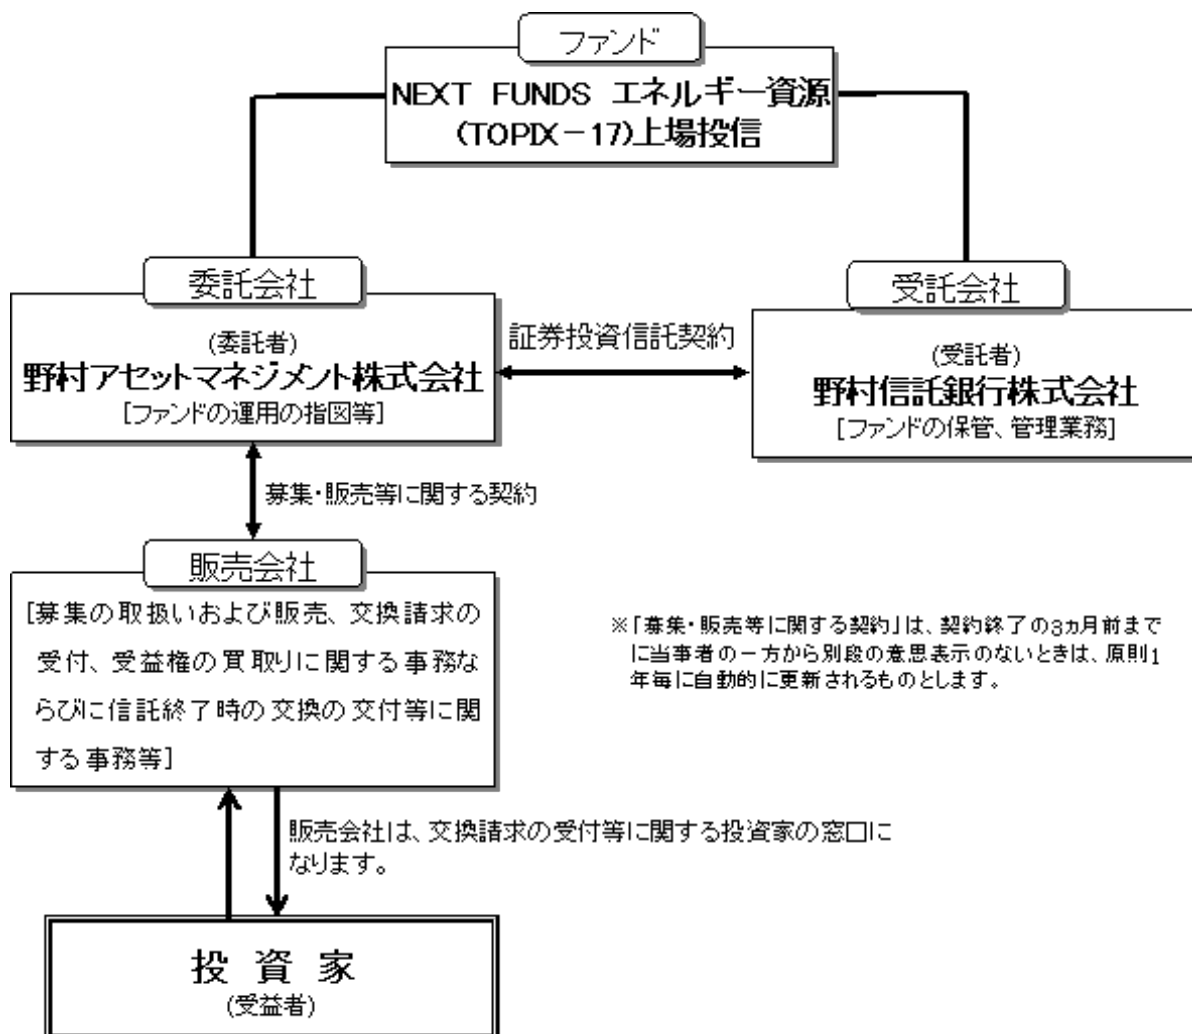 ファンド
NEXT FUNDS エネルギー資源
(TOPIX-17)上場投信
委託会社
(委託者)
野村アセットマネジメント株式会社
[ファンドの運用の指図等]
証券投資信託契約
受託会社
(受託者)
野村信託銀行株式会社
[ファンドの保管、管理業務]
募集・販売等に関する契約
販売会社
[募集の取扱いおよび販売、交換請求の
受付、受益権の買取りに関する事務な
らびに信託終了時の交換の交付等に関
する事務等]
※「募集・販売等に関する契約」は、契約終了の3ヵ月前まで
に当事者の一方から別段の意思表示のないときは、原則1
年毎に自動的に更新されるものとします。
販売会社は、交換請求の受付等に関する投資家の窓口に
なります。
投 資 家
(受益者)